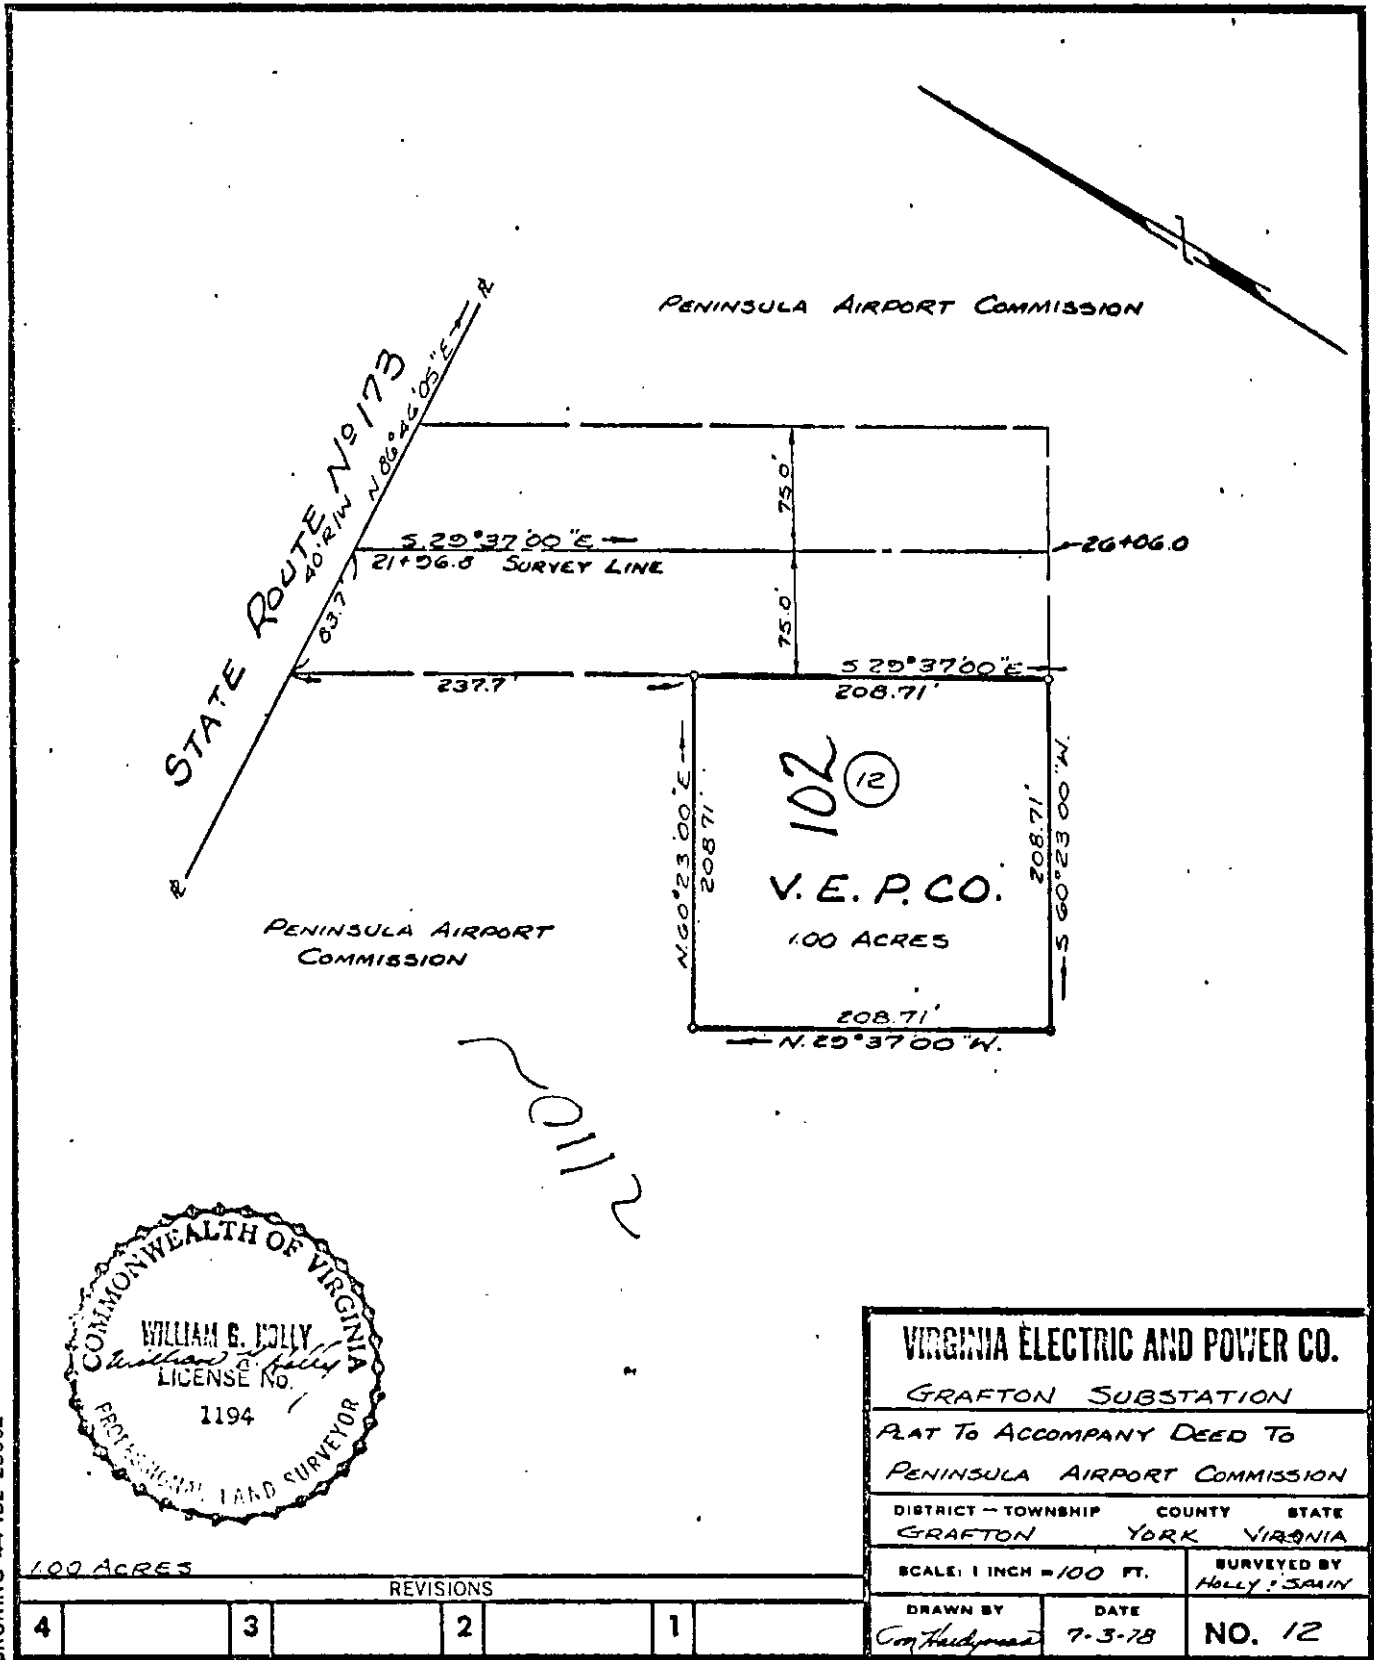 PENINSULA AIRPORT COMMISSION
STATE ROUTE Nº 173
40' R/W
N 86°46'05"E
83.7'
S.29°37'00"E
21+96.8 SURVEY LINE
75.0'
75.0'
26+06.0
237.7'
S 29°37'00"E
208.71'
N.60°23'00"E
208.71'
102
12
V. E. P. CO.
1.00 ACRES
208.71'
S 60°23'00"W.
208.71'
N.29°37'00"W.
PENINSULA AIRPORT
COMMISSION
0112
COMMONWEALTH OF VIRGINIA
WILLIAM G. HOLLY
William G. Holly
LICENSE No.
1194
PROFESSIONAL LAND SURVEYOR
VIRGINIA ELECTRIC AND POWER CO.
GRAFTON SUBSTATION
PLAT TO ACCOMPANY DEED TO
PENINSULA AIRPORT COMMISSION
DISTRICT - TOWNSHIP COUNTY STATE
GRAFTON YORK VIRGNIA
SCALE: 1 INCH = 100 FT.
SURVEYED BY
HOLLY & SPAIN
DRAWN BY
DATE
7-3-78
NO. 12
1.00 ACRES
REVISIONS
4 3 2 1